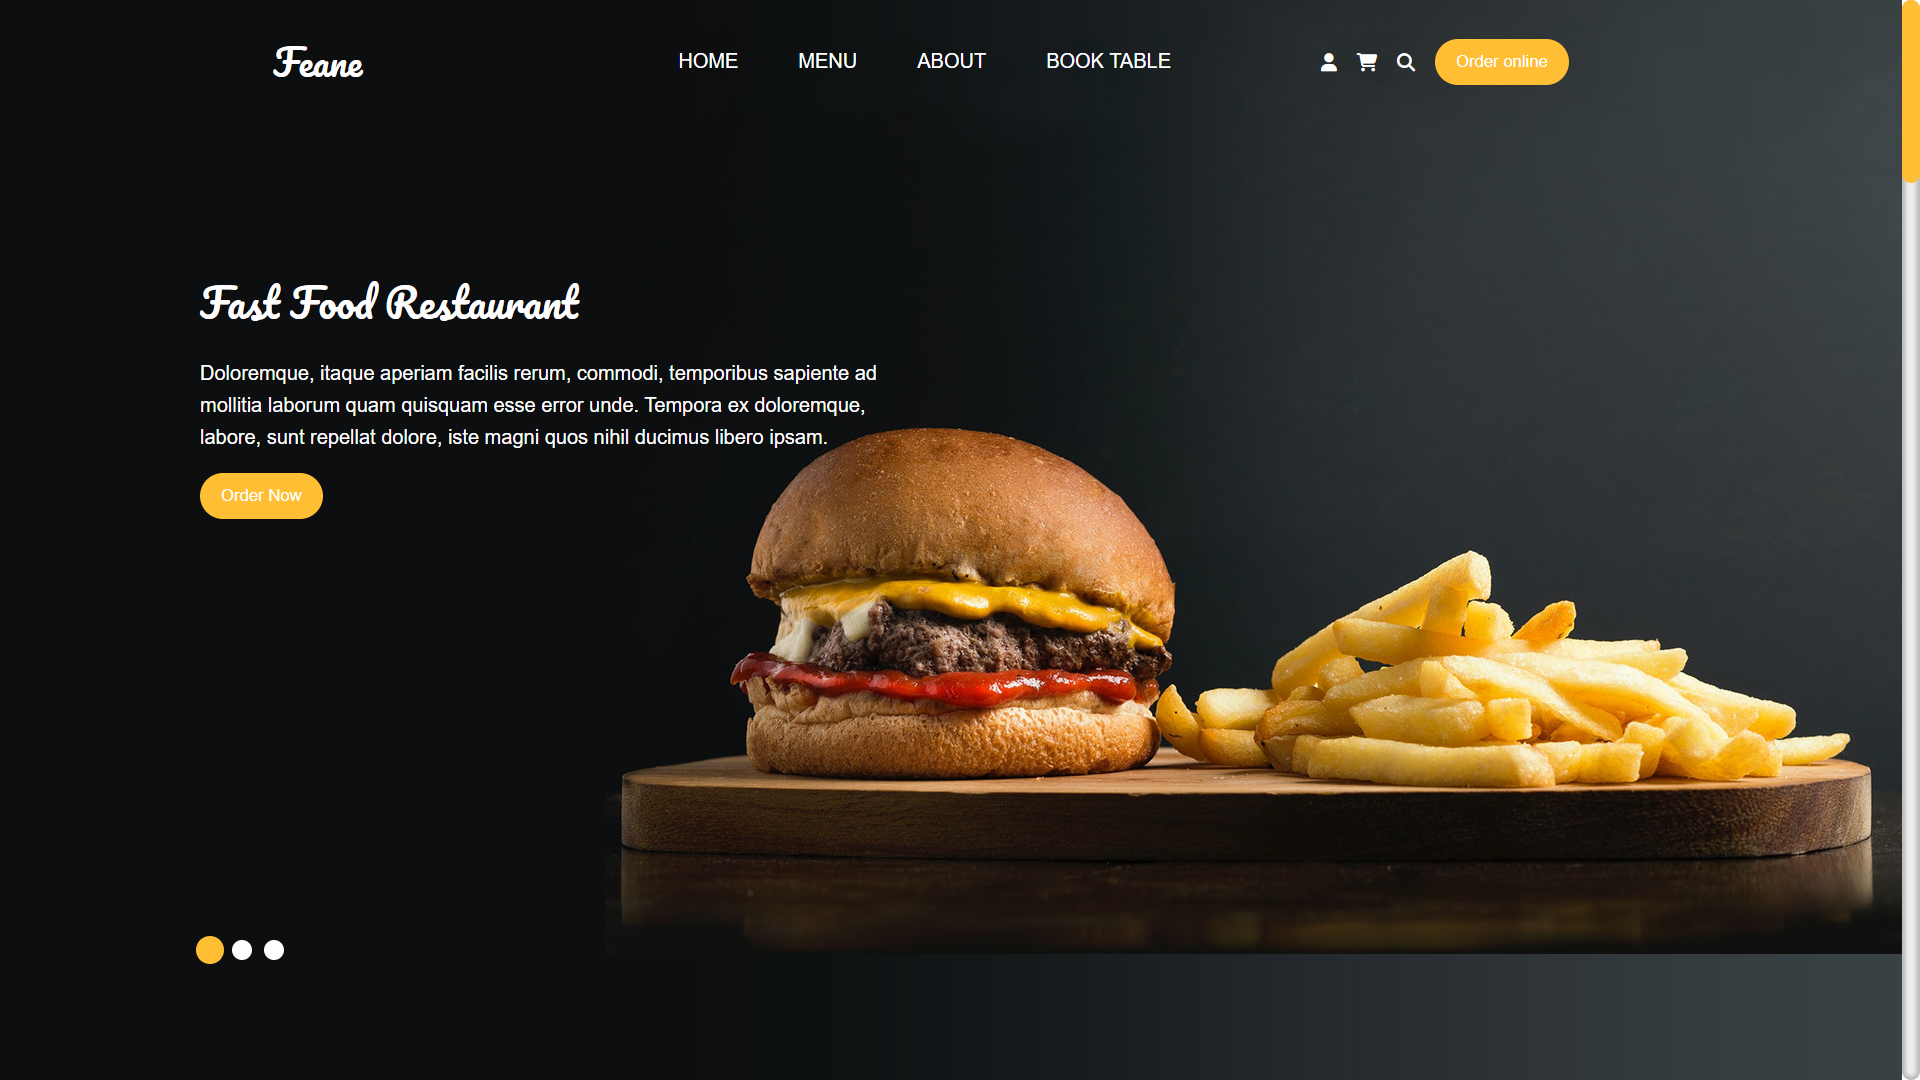 Feane
HOME
MENU
ABOUT
BOOK TABLE
Order online
Fast Food Restaurant
Doloremque, itaque aperiam facilis rerum, commodi, temporibus sapiente ad
mollitia laborum quam quisquam esse error unde. Tempora ex doloremque,
labore, sunt repellat dolore, iste magni quos nihil ducimus libero ipsam.
Order Now